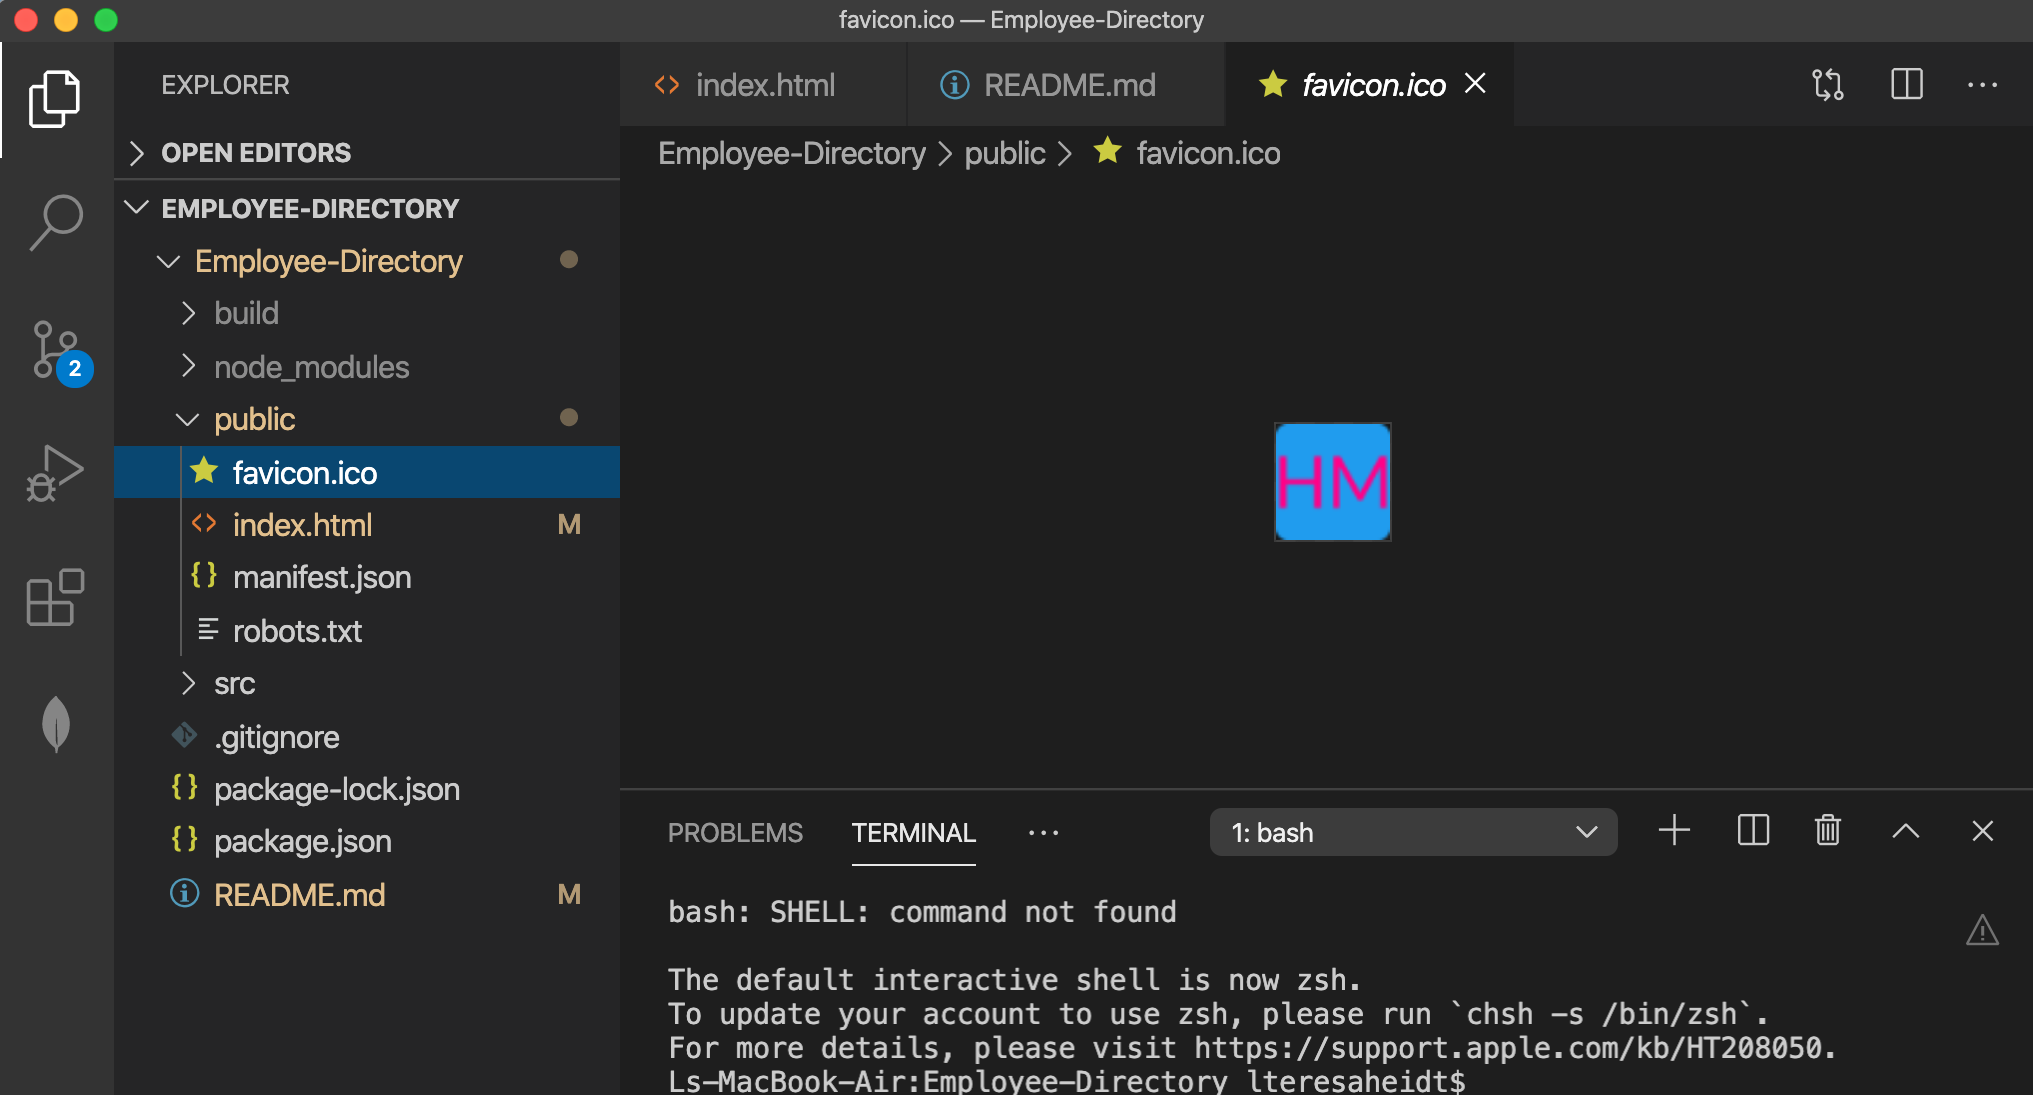 favicon.ico — Employee-Directory
EXPLORER
OPEN EDITORS
EMPLOYEE-DIRECTORY
Employee-Directory
build
node_modules
public
favicon.ico
index.html M
manifest.json
robots.txt
src
.gitignore
package-lock.json
package.json
README.md M
2
index.html
README.md
favicon.ico
Employee-Directory > public > favicon.ico
HM
PROBLEMS
TERMINAL
1: bash
bash: SHELL: command not found
The default interactive shell is now zsh.
To update your account to use zsh, please run `chsh -s /bin/zsh`.
For more details, please visit https://support.apple.com/kb/HT208050.
Ls-MacBook-Air:Employee-Directory lteresaheidt$